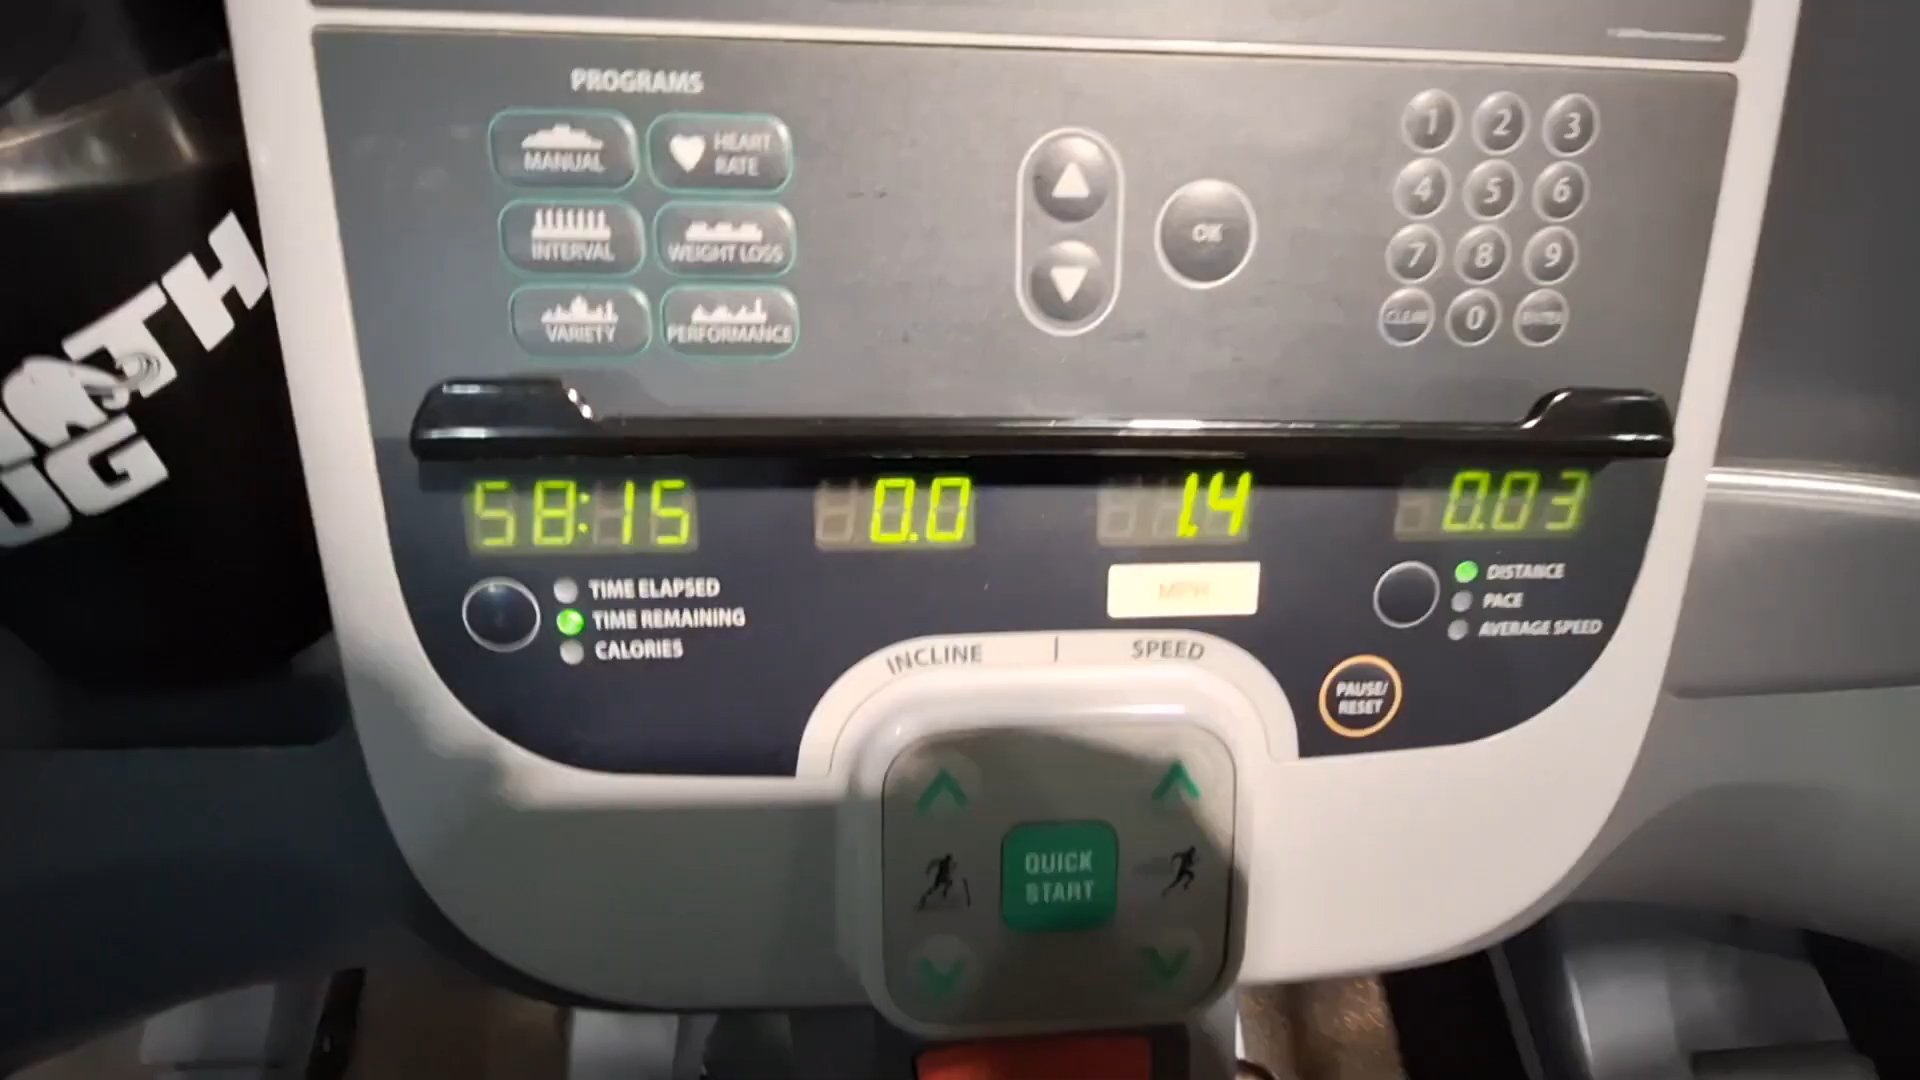 PROGRAMS
MANUAL
HEART
RATE
INTERVAL
WEIGHT LOSS
VARIETY
PERFORMANCE
OK
1 2 3
4 5 6
7 8 9
CLEAR 0 ENTER
TH
UG
58:15 0.0 1.4 0.03
TIME ELAPSED
TIME REMAINING
CALORIES
MPH
DISTANCE
PACE
AVERAGE SPEED
INCLINE | SPEED
PAUSE/
RESET
QUICK
START